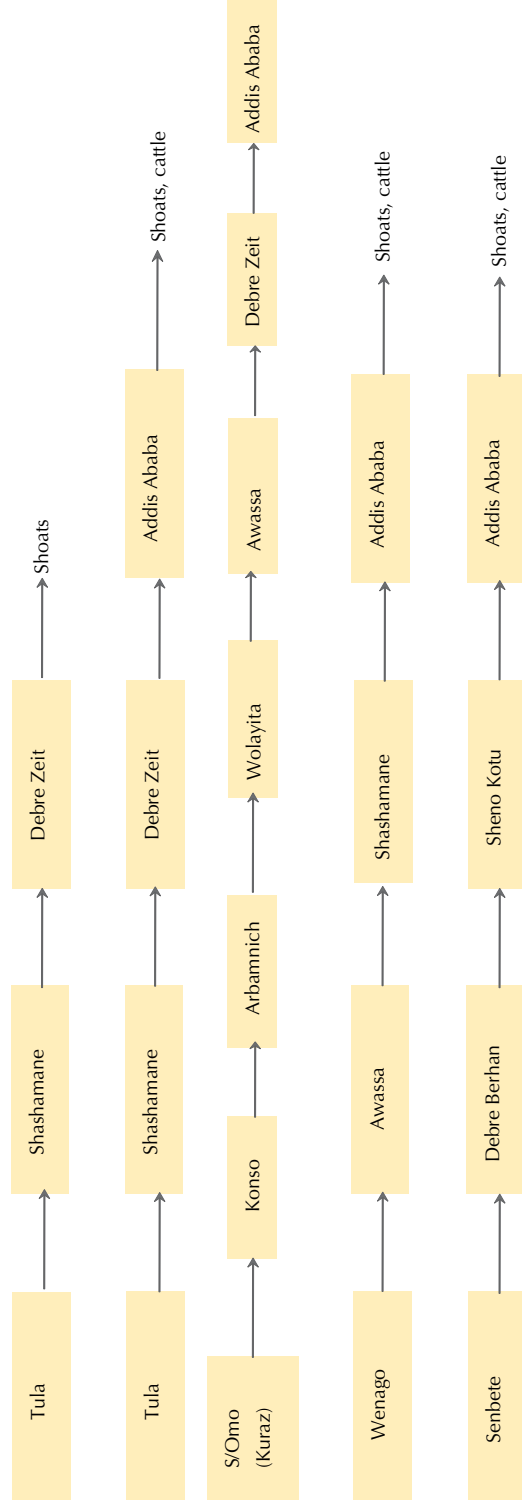 Tula
Shashamane
Debre Zeit
Shoats
Tula
Shashamane
Debre Zeit
Addis Ababa
Shoats, cattle
S/Omo
(Kuraz)
Konso
Arbamnich
Wolayita
Awassa
Debre Zeit
Addis Ababa
Wenago
Awassa
Shashamane
Addis Ababa
Shoats, cattle
Senbete
Debre Berhan
Sheno Kotu
Addis Ababa
Shoats, cattle